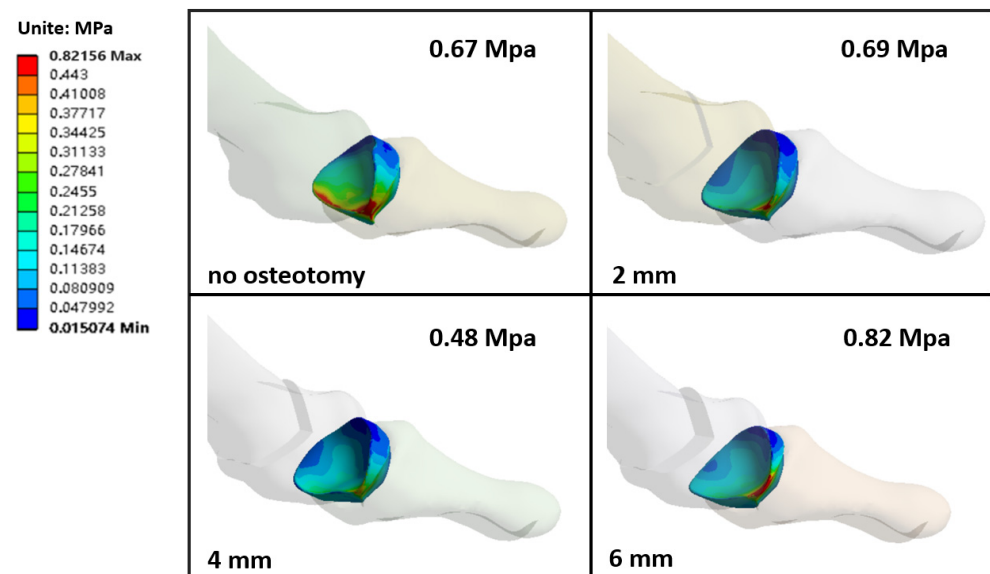 Unite: MPa
0.82156 Max
0.443
0.41008
0.37717
0.34425
0.31133
0.27841
0.2455
0.21258
0.17966
0.14674
0.11383
0.080909
0.047992
0.015074 Min
0.67 Mpa
no osteotomy
0.69 Mpa
2 mm
0.48 Mpa
4 mm
0.82 Mpa
6 mm